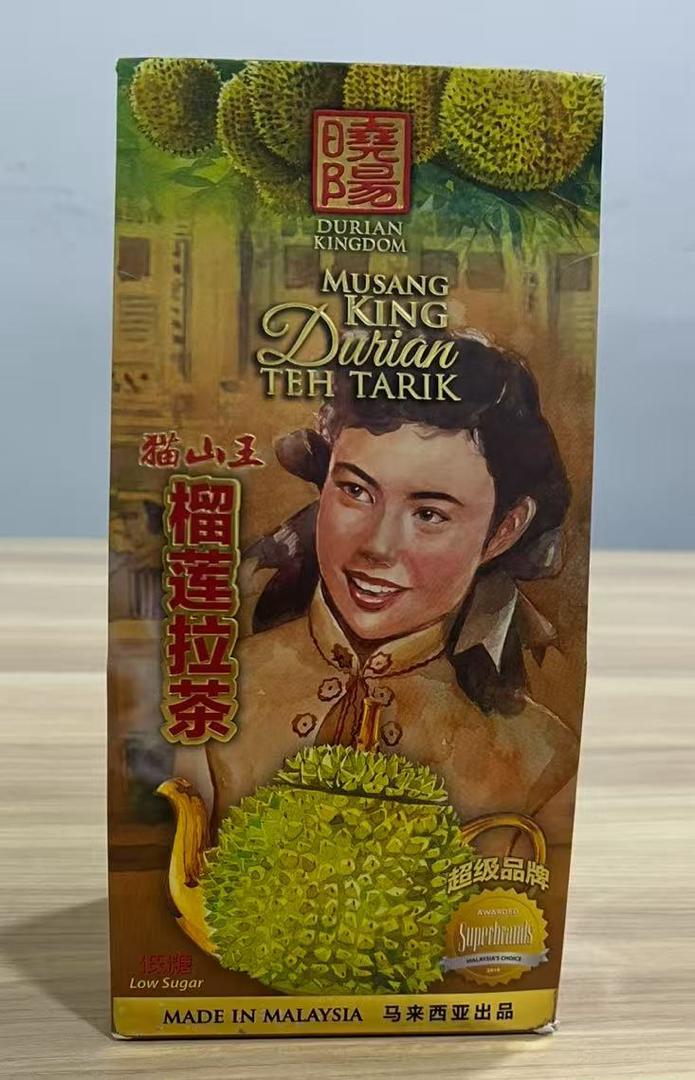 曉陽
DURIAN
KINGDOM
MUSANG
KING
Durian
TEH TARIK
猫山王
榴莲拉茶
超级品牌
AWARDED
Superbrands
MALAYSIA'S CHOICE
低糖
Low Sugar
MADE IN MALAYSIA 马来西亚出品